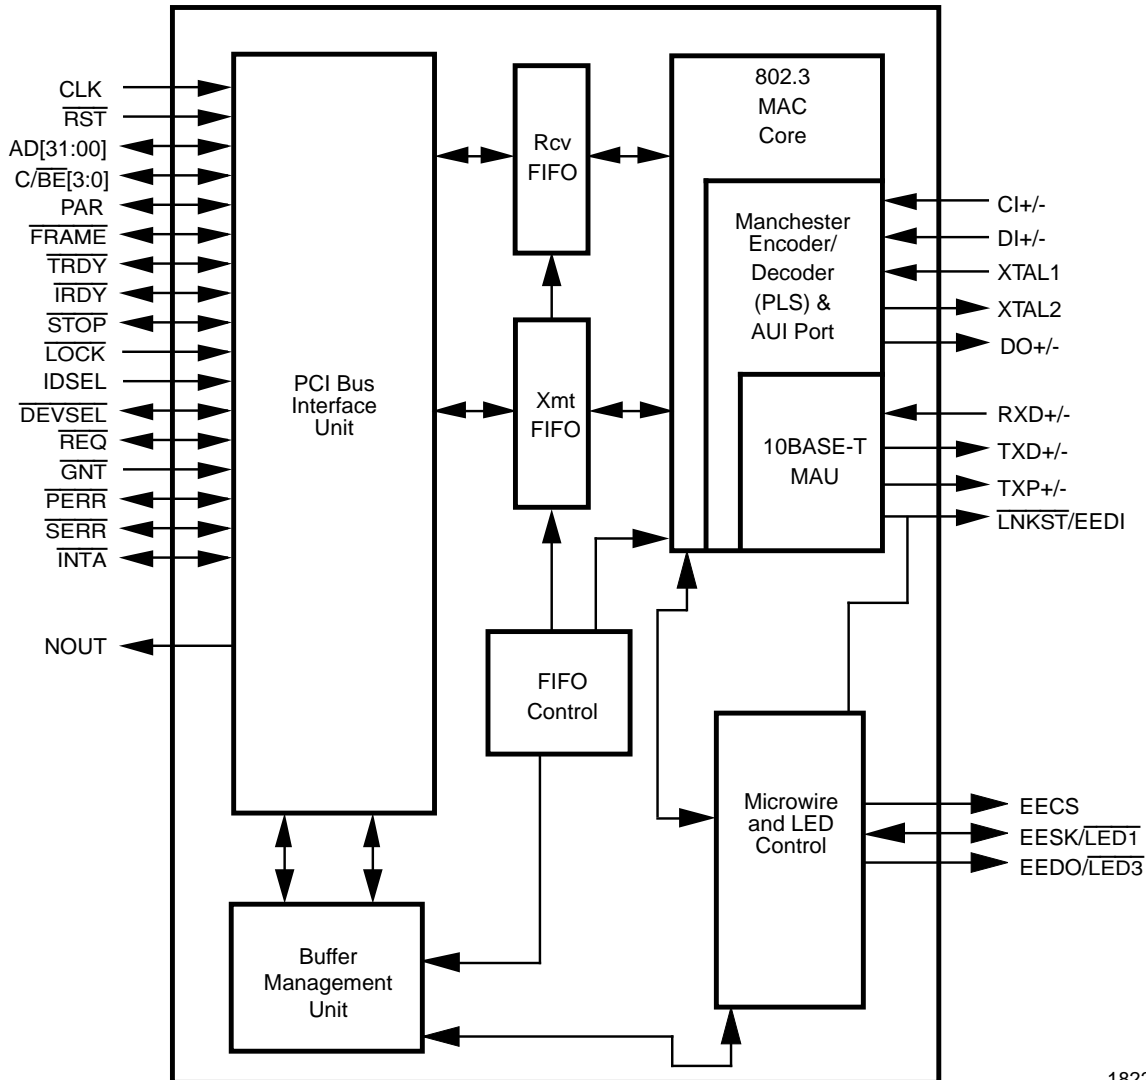 CLK
RST
AD[31:00]
C/BE[3:0]
PAR
FRAME
TRDY
IRDY
STOP
LOCK
IDSEL
DEVSEL
REQ
GNT
PERR
SERR
INTA
NOUT
PCI Bus
Interface
Unit
Rcv
FIFO
Xmt
FIFO
FIFO
Control
Buffer
Management
Unit
802.3
MAC
Core
Manchester
Encoder/
Decoder
(PLS) &
AUI Port
10BASE-T
MAU
Microwire
and LED
Control
CI+/-
DI+/-
XTAL1
XTAL2
DO+/-
RXD+/-
TXD+/-
TXP+/-
LNKST/EEDI
EECS
EESK/LED1
EEDO/LED3